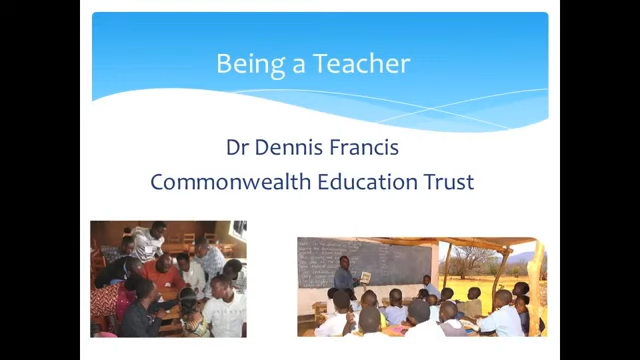 Being a Teacher
Dr Dennis Francis
Commonwealth Education Trust